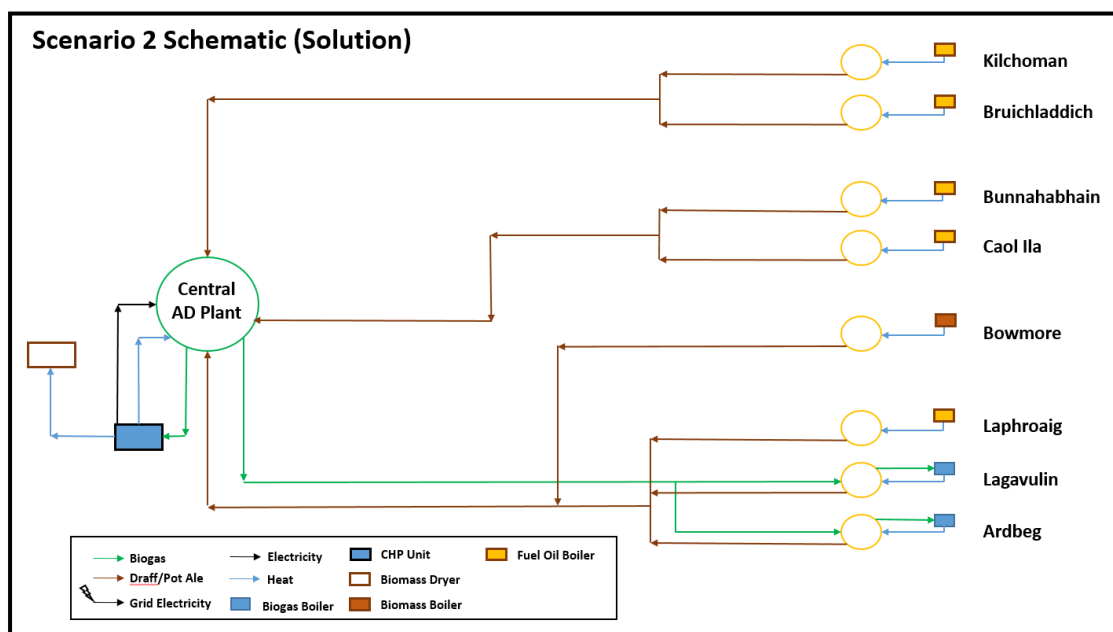 Scenario 2 Schematic (Solution)
Kilchoman
Bruichladdich
Bunnahabhain
Caol Ila
Central
AD Plant
Bowmore
Laphroaig
Lagavulin
Ardbeg
Biogas
Electricity
CHP Unit
Fuel Oil Boiler
Draff/Pot Ale
Heat
Biomass Dryer
Grid Electricity
Biogas Boiler
Biomass Boiler